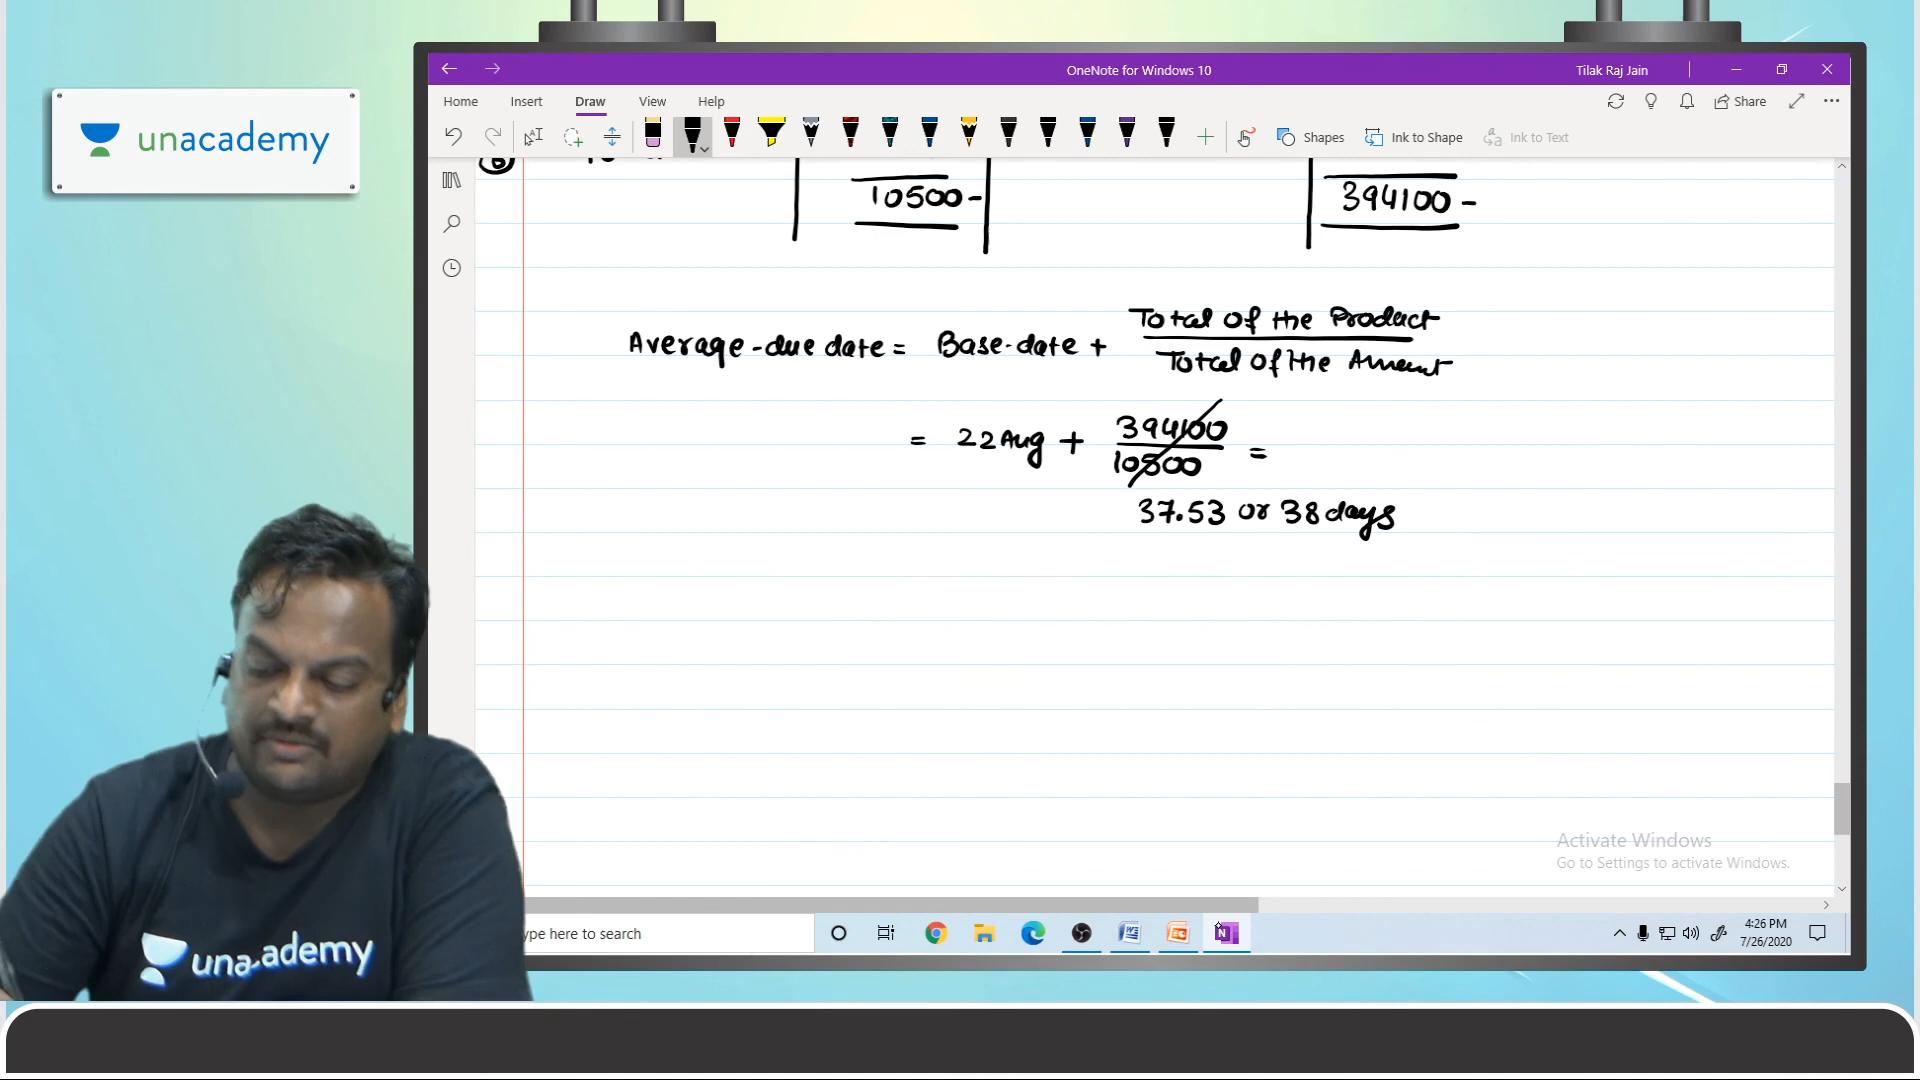 unacademy
OneNote for Windows 10
Tilak Raj Jain
Home Insert Draw View Help
Share
Shapes Ink to Shape Ink to Text
6
10500-
394100-
Average-due date = Base-date + Total of the Product
Total of the Amount
= 22 Aug + 394100
10500 =
37.53 or 38 days
Activate Windows
Go to Settings to activate Windows.
ype here to search
4:26 PM
7/26/2020
una-ademy